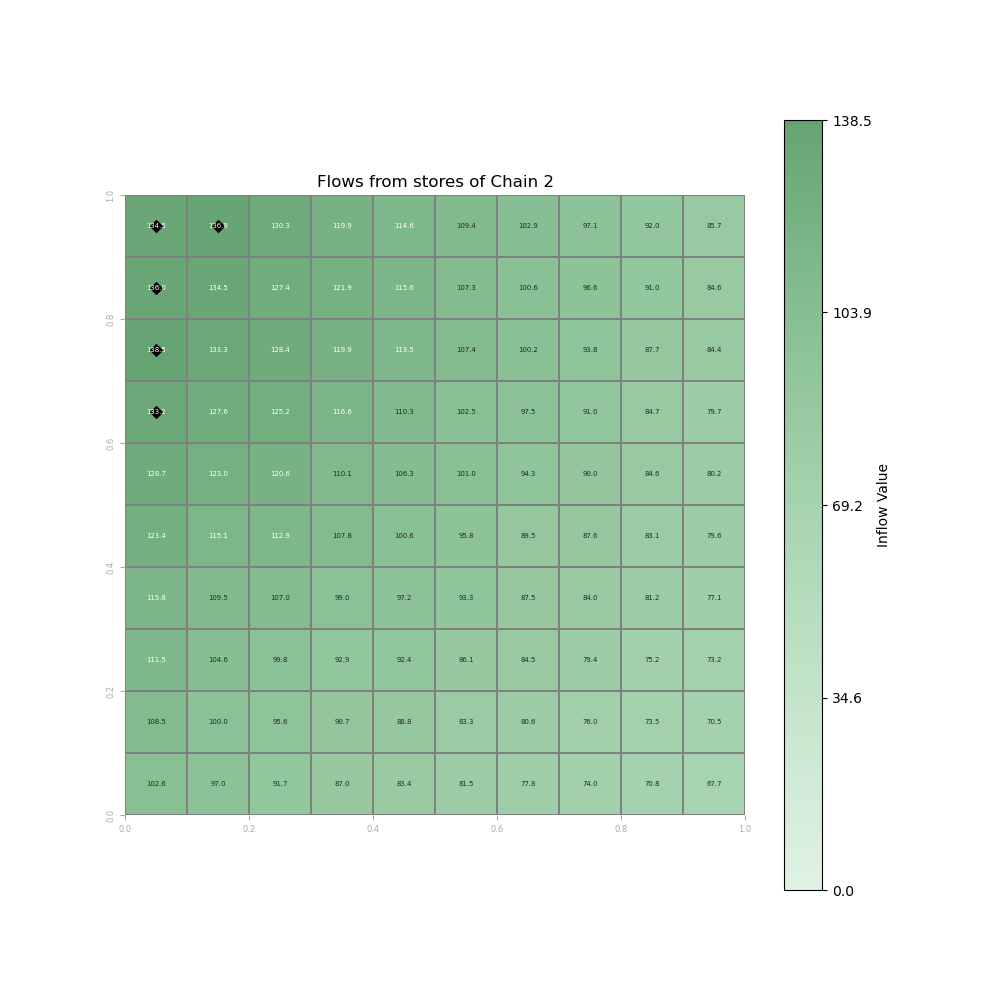 Flows from stores of Chain 2
138.5
103.9
69.2
34.6
0.0
Inflow Value
1.0
0.8
0.6
0.4
0.2
0.0
130.3 119.9 114.6 109.4 102.9 97.1 92.0 85.7
134.5 127.4 121.9 115.6 107.3 100.6 96.6 91.0 84.6
138.5 133.3 128.4 119.9 113.5 107.4 100.2 93.8 87.7 84.4
127.6 125.2 116.6 110.3 102.5 97.5 91.0 84.7 79.7
128.7 123.0 120.6 110.1 106.3 101.0 94.3 90.0 84.6 80.2
123.4 115.1 112.9 107.8 100.6 95.8 89.5 87.6 83.1 79.6
115.8 109.5 107.0 99.0 97.2 93.3 87.5 84.0 81.2 77.1
111.5 104.6 99.8 92.9 92.4 86.1 84.5 79.4 75.2 73.2
108.5 100.0 95.6 90.7 88.8 83.3 80.6 76.0 73.5 70.5
102.6 97.0 91.7 87.0 83.4 81.5 77.8 74.0 70.8 67.7
0.0 0.2 0.4 0.6 0.8 1.0